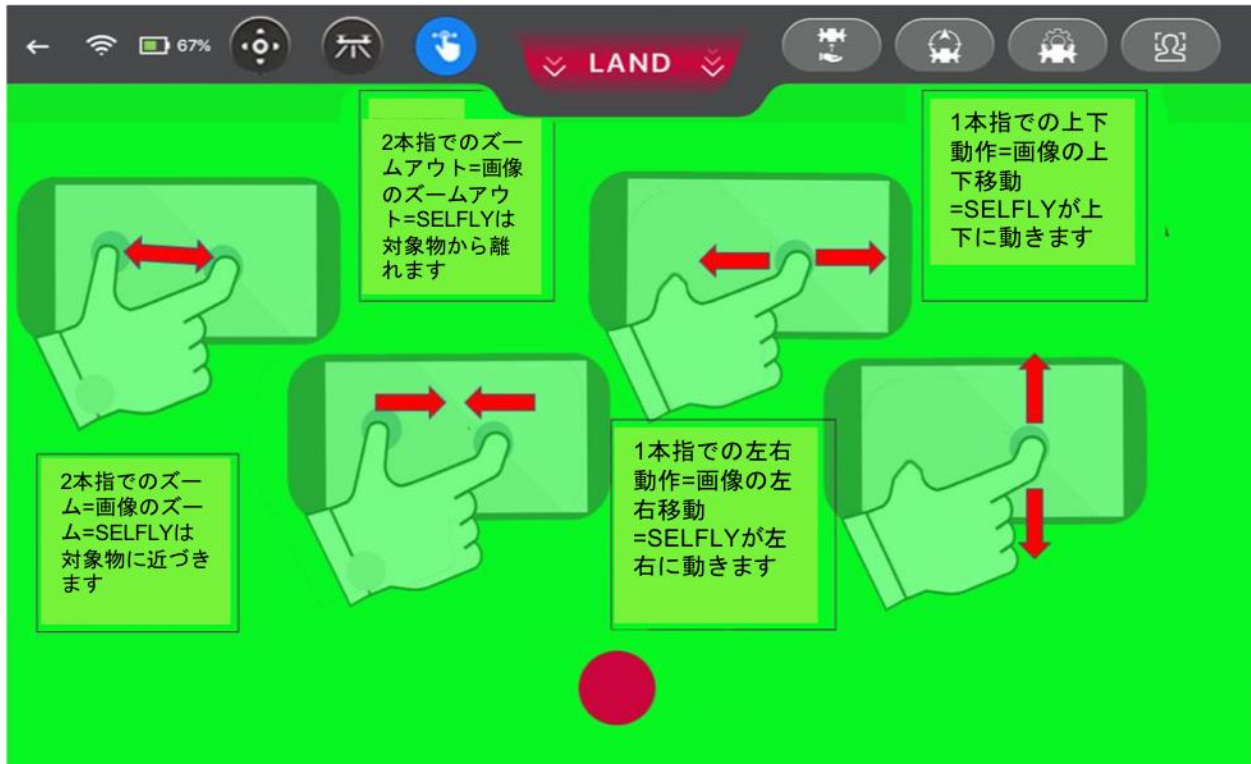 67%
LAND
2本指でのズー
ムアウト=画像
のズームアウ
ト=SELFLYは
対象物から離
れます
1本指での上下
動作=画像の上
下移動
=SELFLYが上
下に動きます
2本指でのズー
ム=画像のズー
ム=SELFLYは
対象物に近づき
ます
1本指での左右
動作=画像の左
右移動
=SELFLYが左
右に動きます